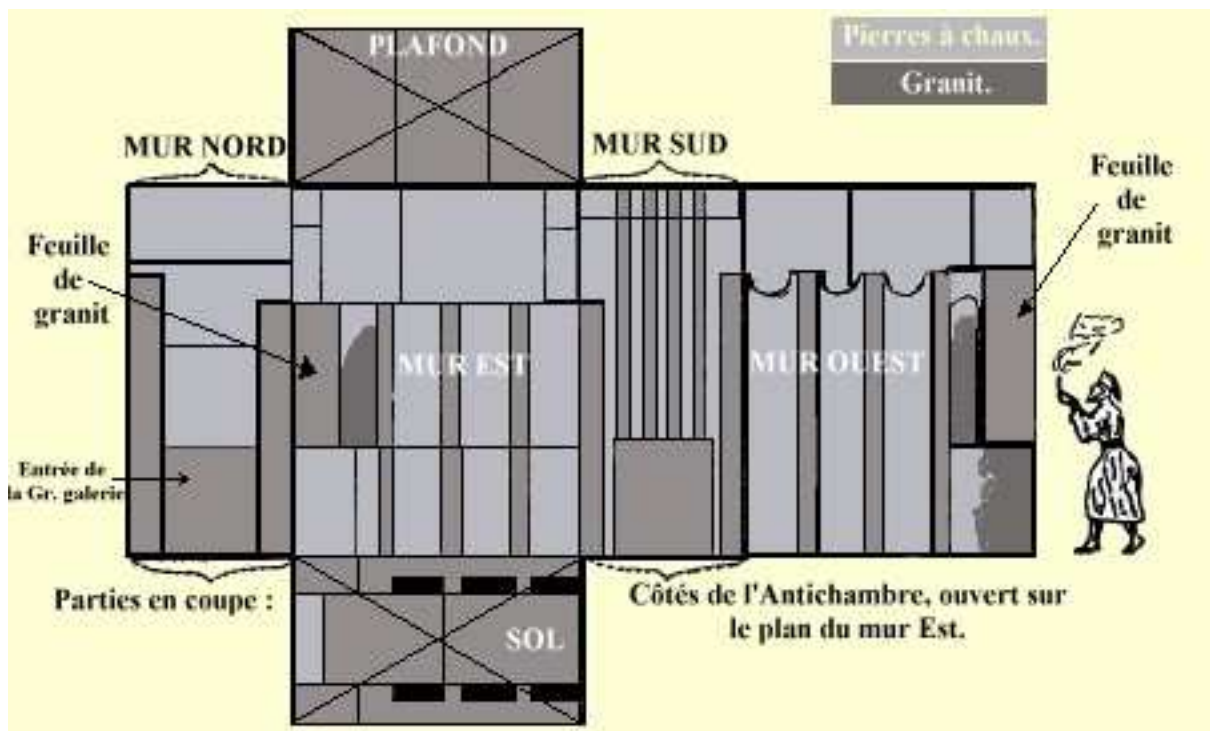 PLAFOND
Pierres à chaux.
Granit.
MUR NORD
MUR SUD
Feuille
de
granit
Feuille
de
granit
MUR EST
MUR OUEST
Entrée de
la Gr. galerie
Parties en coupe :
Côtés de l'Antichambre, ouvert sur
le plan du mur Est.
SOL